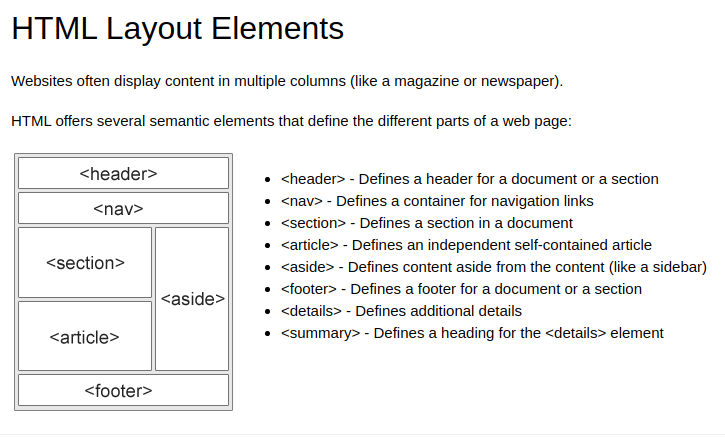 HTML Layout Elements
Websites often display content in multiple columns (like a magazine or newspaper).
HTML offers several semantic elements that define the different parts of a web page:
<header>
<nav>
<section>
<aside>
<article>
<footer>
<header> - Defines a header for a document or a section
<nav> - Defines a container for navigation links
<section> - Defines a section in a document
<article> - Defines an independent self-contained article
<aside> - Defines content aside from the content (like a sidebar)
<footer> - Defines a footer for a document or a section
<details> - Defines additional details
<summary> - Defines a heading for the <details> element